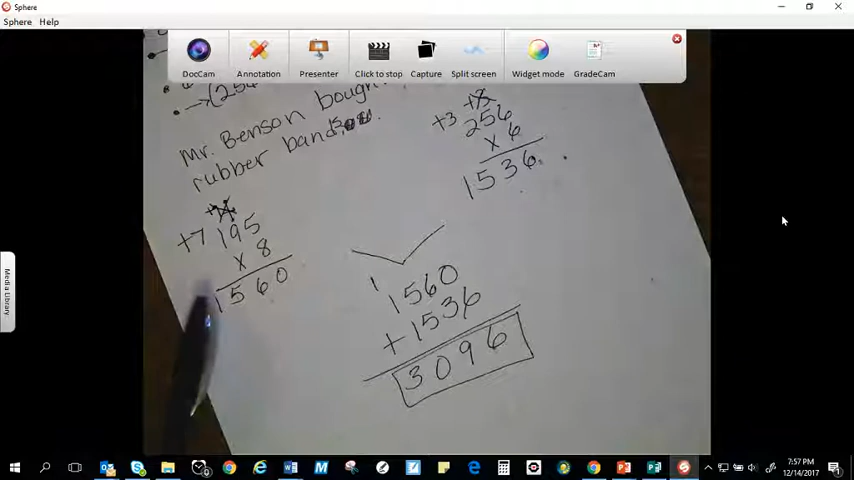 Sphere
Sphere Help
DocCam
Annotation
Presenter
Click to stop
Capture
Split screen
Widget mode
GradeCam
(256
Mr. Benson bough
rubber bands.
+3
256
x 6
1536
+7 195
x 8
1560
1
1560
+ 1536
3096
Media Library
7:57 PM
12/14/2017